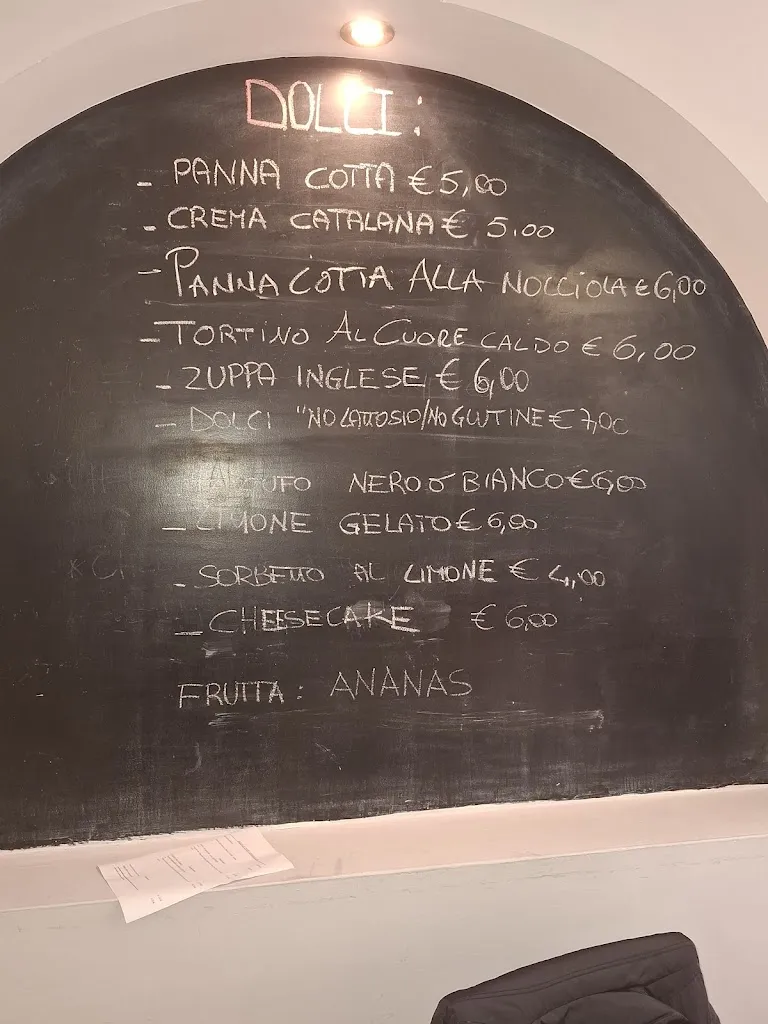 DOLCI:
- PANNA COTTA € 5,00
- CREMA CATALANA € 5.00
- PANNA COTTA ALLA NOCCIOLA € 6,00
- TORTINO AL CUORE CALDO € 6,00
- ZUPPA INGLESE € 6,00
- DOLCI "NO LATTOSIO/NO GLUTINE € 7,00
NERO O BIANCO € 6,00
- LIMONE GELATO € 6,00
- SORBETTO AL LIMONE € 4,00
- CHEESECAKE € 6,00
FRUTTA: ANANAS